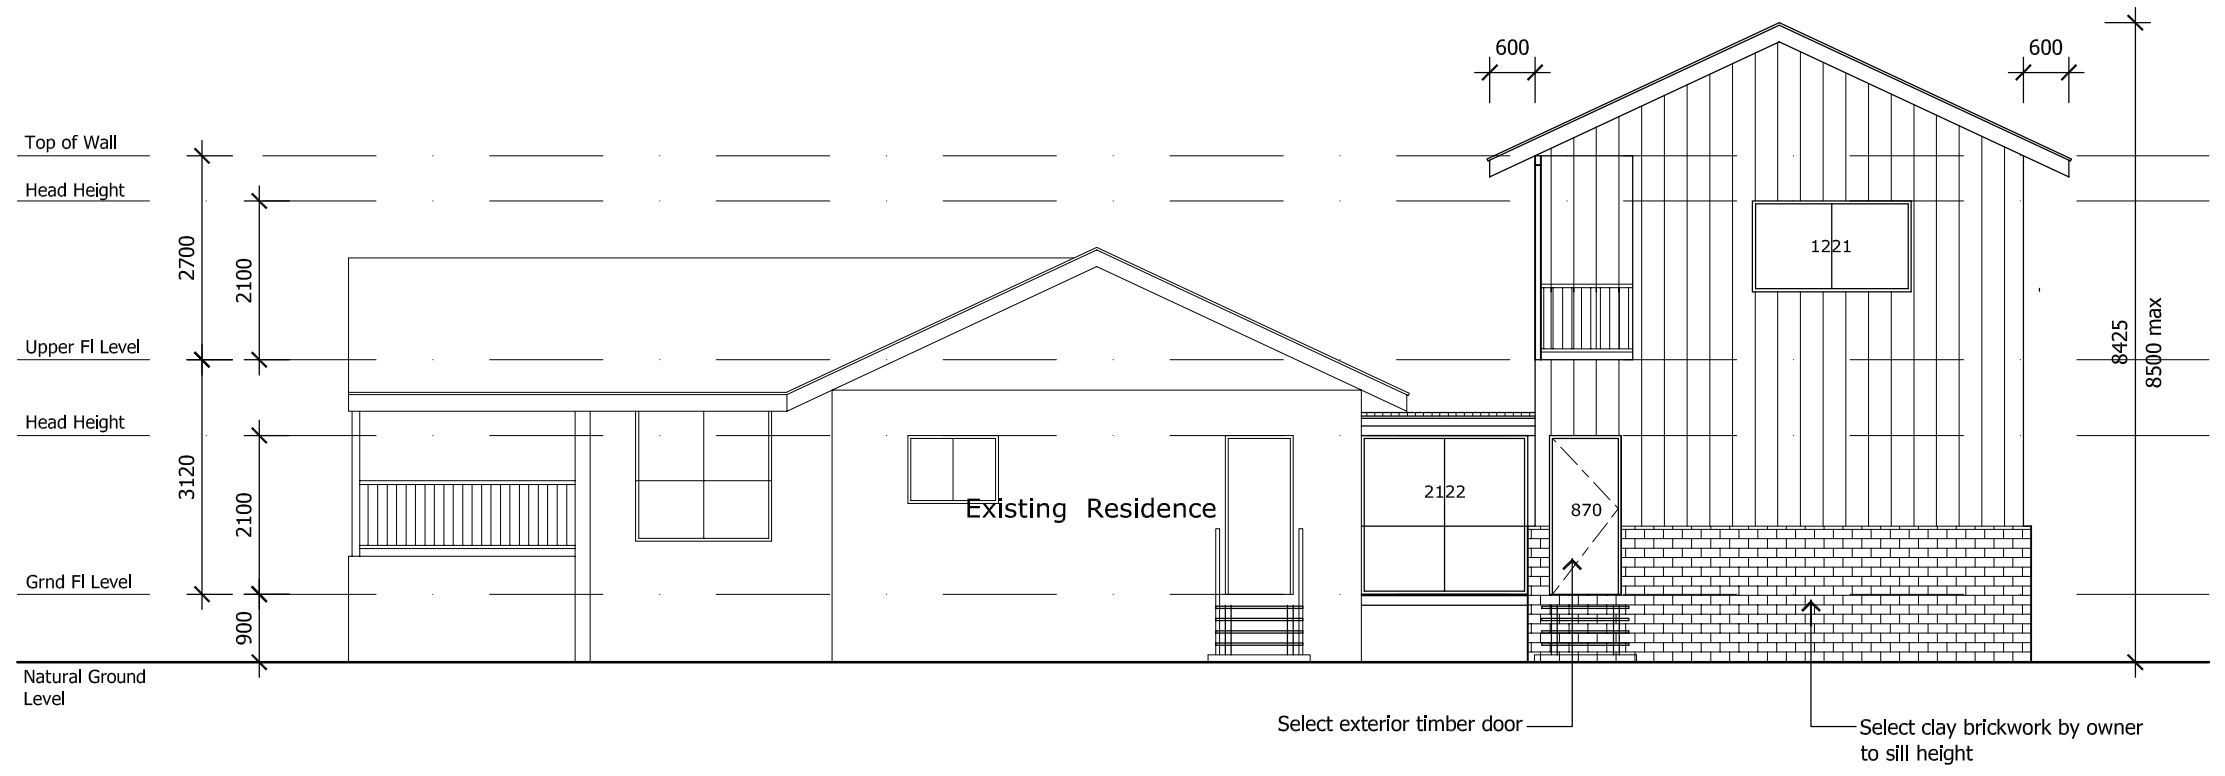 600
600
Top of Wall
Head Height
2700
2100
1221
Upper Fl Level
8425
8500 max
Head Height
3120
2100
2122
870
Existing Residence
Grnd Fl Level
900
Natural Ground
Level
Select exterior timber door
Select clay brickwork by owner
to sill height